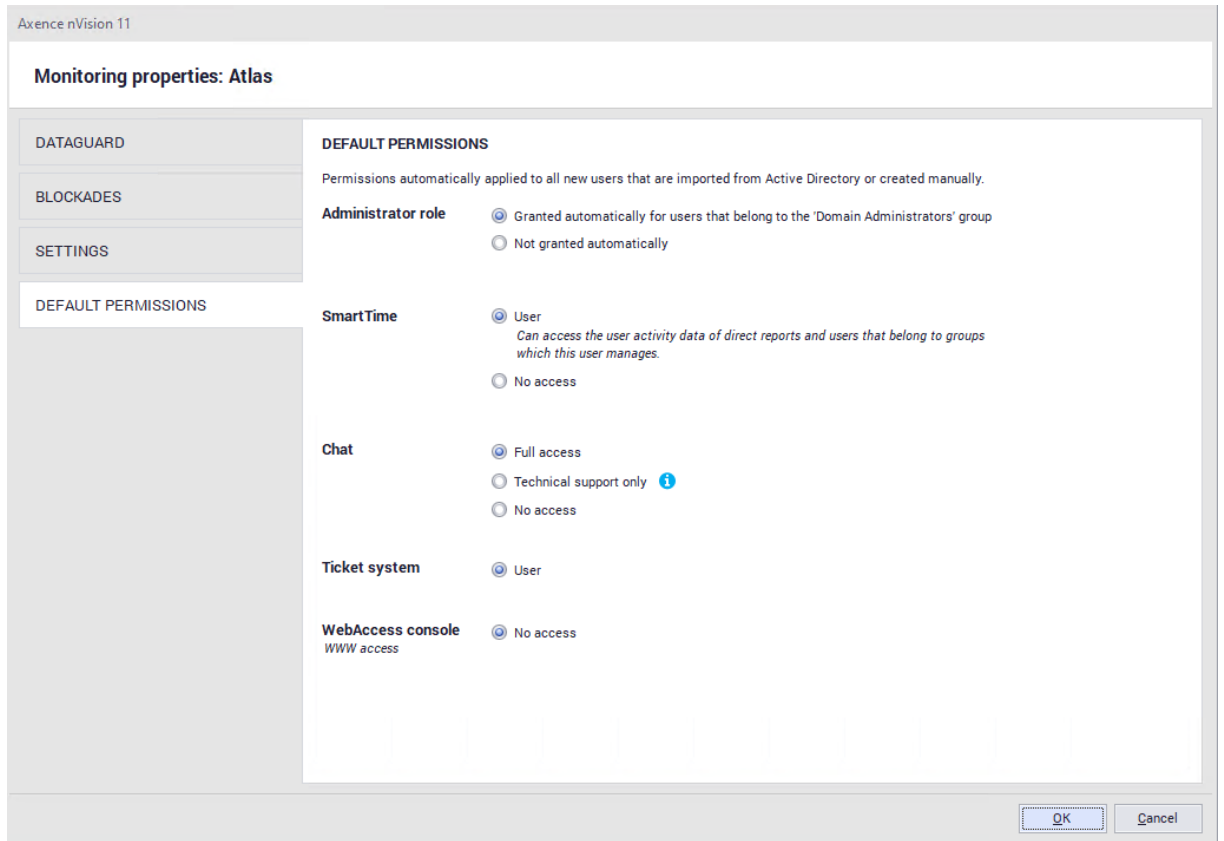 Axence nVision 11
Monitoring properties: Atlas
DATAGUARD
BLOCKADES
SETTINGS
DEFAULT PERMISSIONS
DEFAULT PERMISSIONS
Permissions automatically applied to all new users that are imported from Active Directory or created manually.
Administrator role
Granted automatically for users that belong to the 'Domain Administrators' group
Not granted automatically
SmartTime
User
Can access the user activity data of direct reports and users that belong to groups
which this user manages.
No access
Chat
Full access
Technical support only
No access
Ticket system
User
WebAccess console
WWW access
No access
OK
Cancel